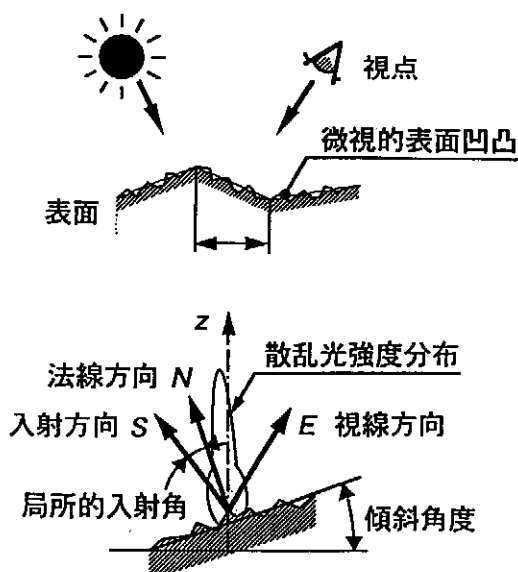 視点
微視的表面凹凸
表面
z
散乱光強度分布
法線方向 N
入射方向 S
E 視線方向
局所的入射角
傾斜角度